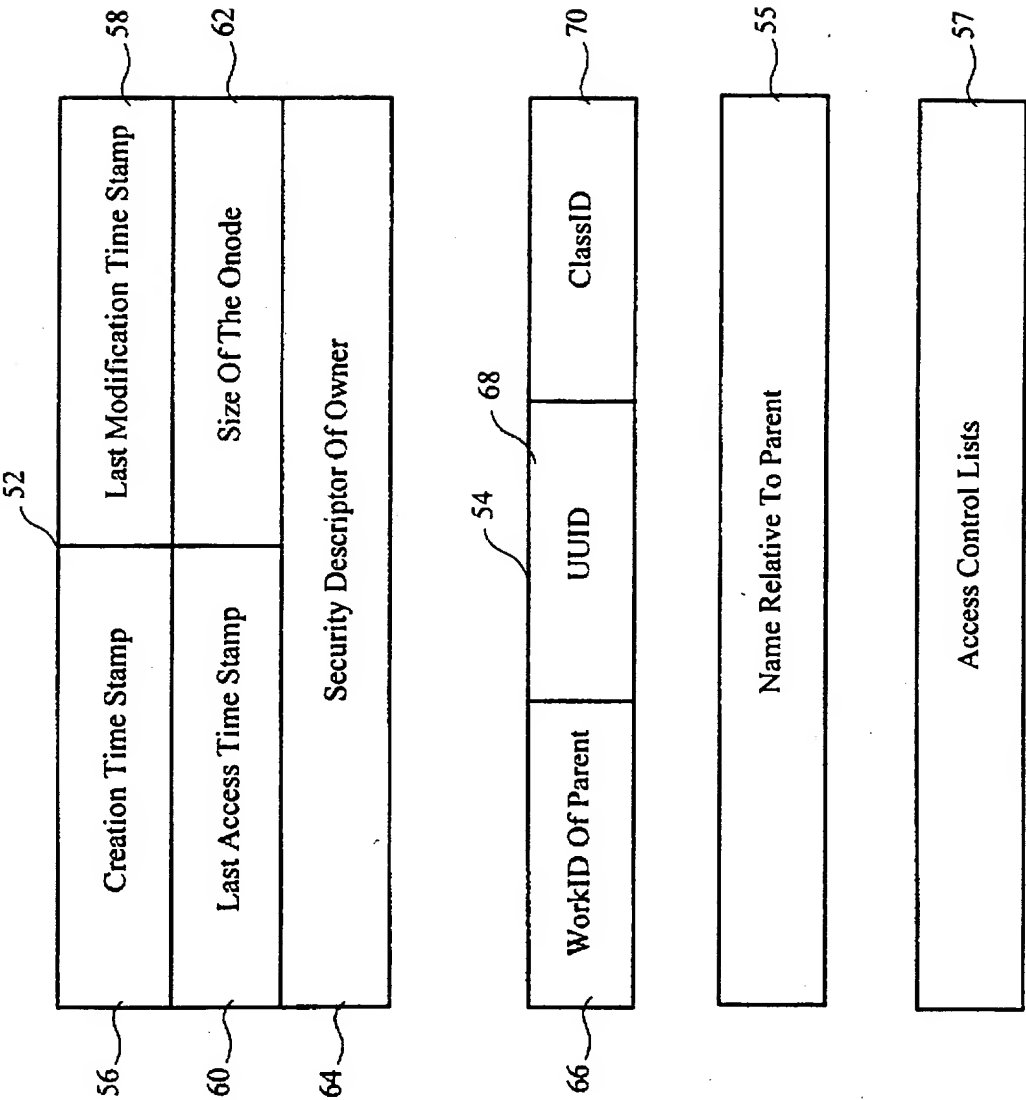 52
56
Creation Time Stamp
Last Modification Time Stamp
58
60
Last Access Time Stamp
Size Of The Onode
62
64
Security Descriptor Of Owner
54
68
66
WorkID Of Parent
UUID
ClassID
70
Name Relative To Parent
55
Access Control Lists
57